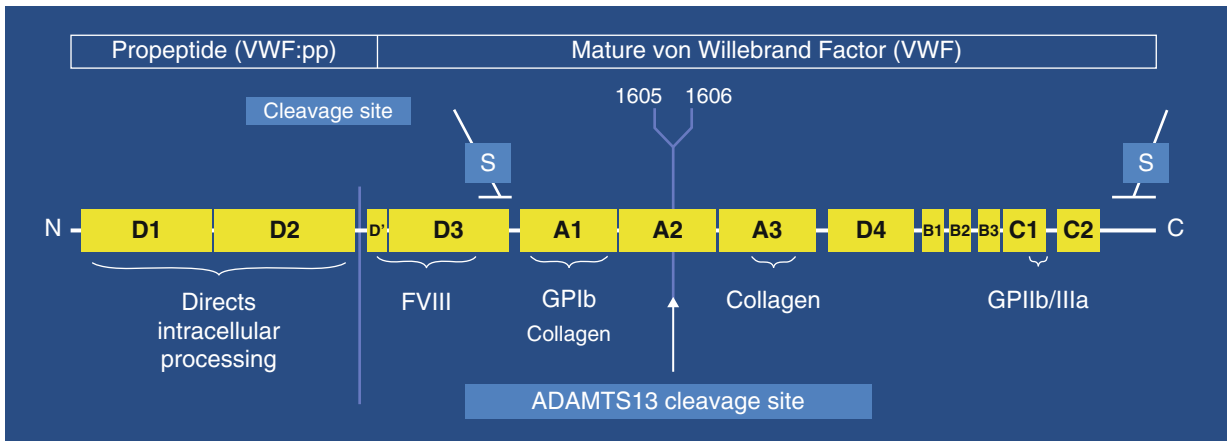 Propeptide (VWF:pp) Mature von Willebrand Factor (VWF)
1605 1606
Cleavage site
S S
N D1 D2 D' D3 A1 A2 A3 D4 B1 B2 B3 C1 C2 C
Directs
intracellular
processing
FVIII
GPIb
Collagen
Collagen
GPIIb/IIIa
ADAMTS13 cleavage site